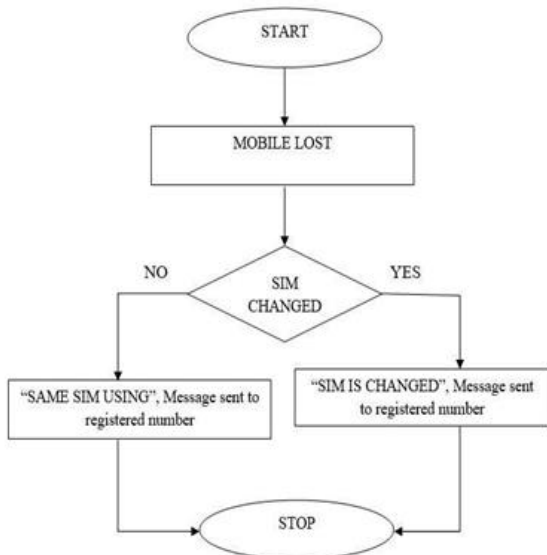 START
MOBILE LOST
NO
YES
SIM
CHANGED
“SAME SIM USING”, Message sent to
registered number
“SIM IS CHANGED”, Message sent
to registered number
STOP